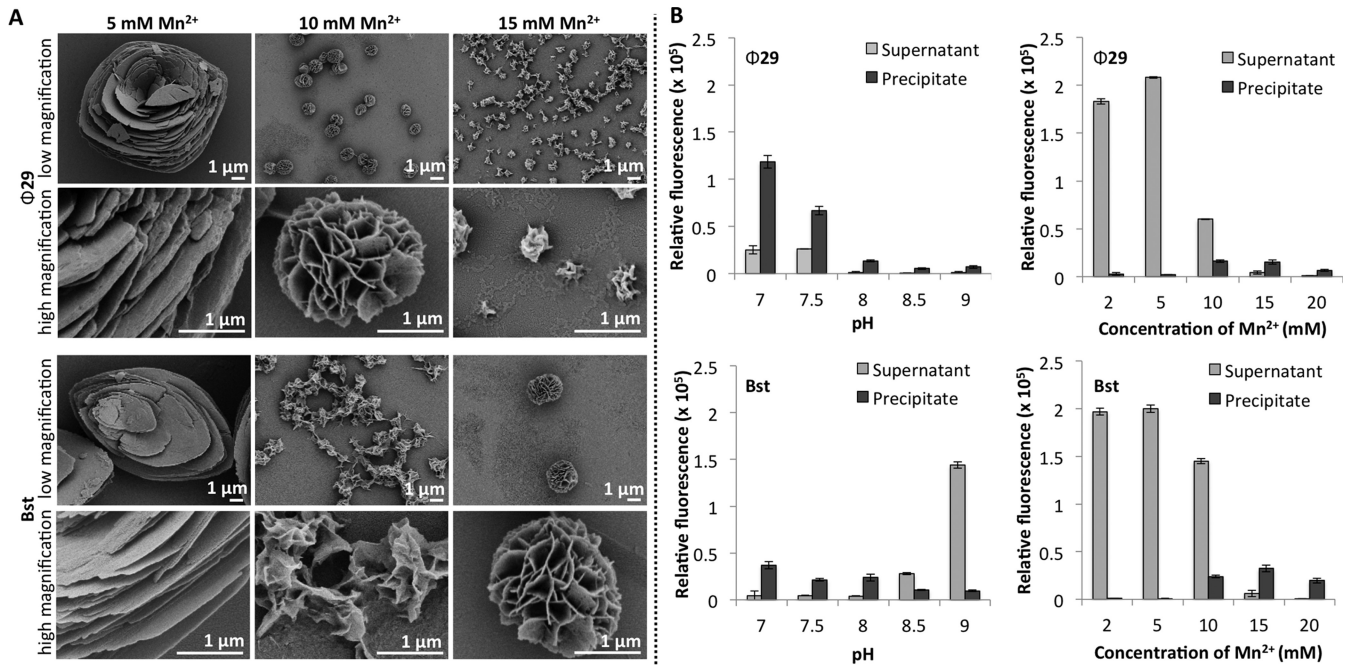 A
5 mM Mn²⁺ 10 mM Mn²⁺ 15 mM Mn²⁺
Φ29
low magnification
1 μm 1 μm 1 μm
high magnification
1 μm 1 μm 1 μm
Bst
low magnification
1 μm 1 μm 1 μm
high magnification
1 μm 1 μm 1 μm
B
Φ29
Supernatant
Precipitate
Relative fluorescence (x 10⁵)
2.5
2
1.5
1
0.5
0
7 7.5 8 8.5 9
pH
Φ29
Supernatant
Precipitate
Relative fluorescence (x 10⁵)
2.5
2
1.5
1
0.5
0
2 5 10 15 20
Concentration of Mn²⁺ (mM)
Bst
Supernatant
Precipitate
Relative fluorescence (x 10⁵)
2.5
2
1.5
1
0.5
0
7 7.5 8 8.5 9
pH
Bst
Supernatant
Precipitate
Relative fluorescence (x 10⁵)
2.5
2
1.5
1
0.5
0
2 5 10 15 20
Concentration of Mn²⁺ (mM)